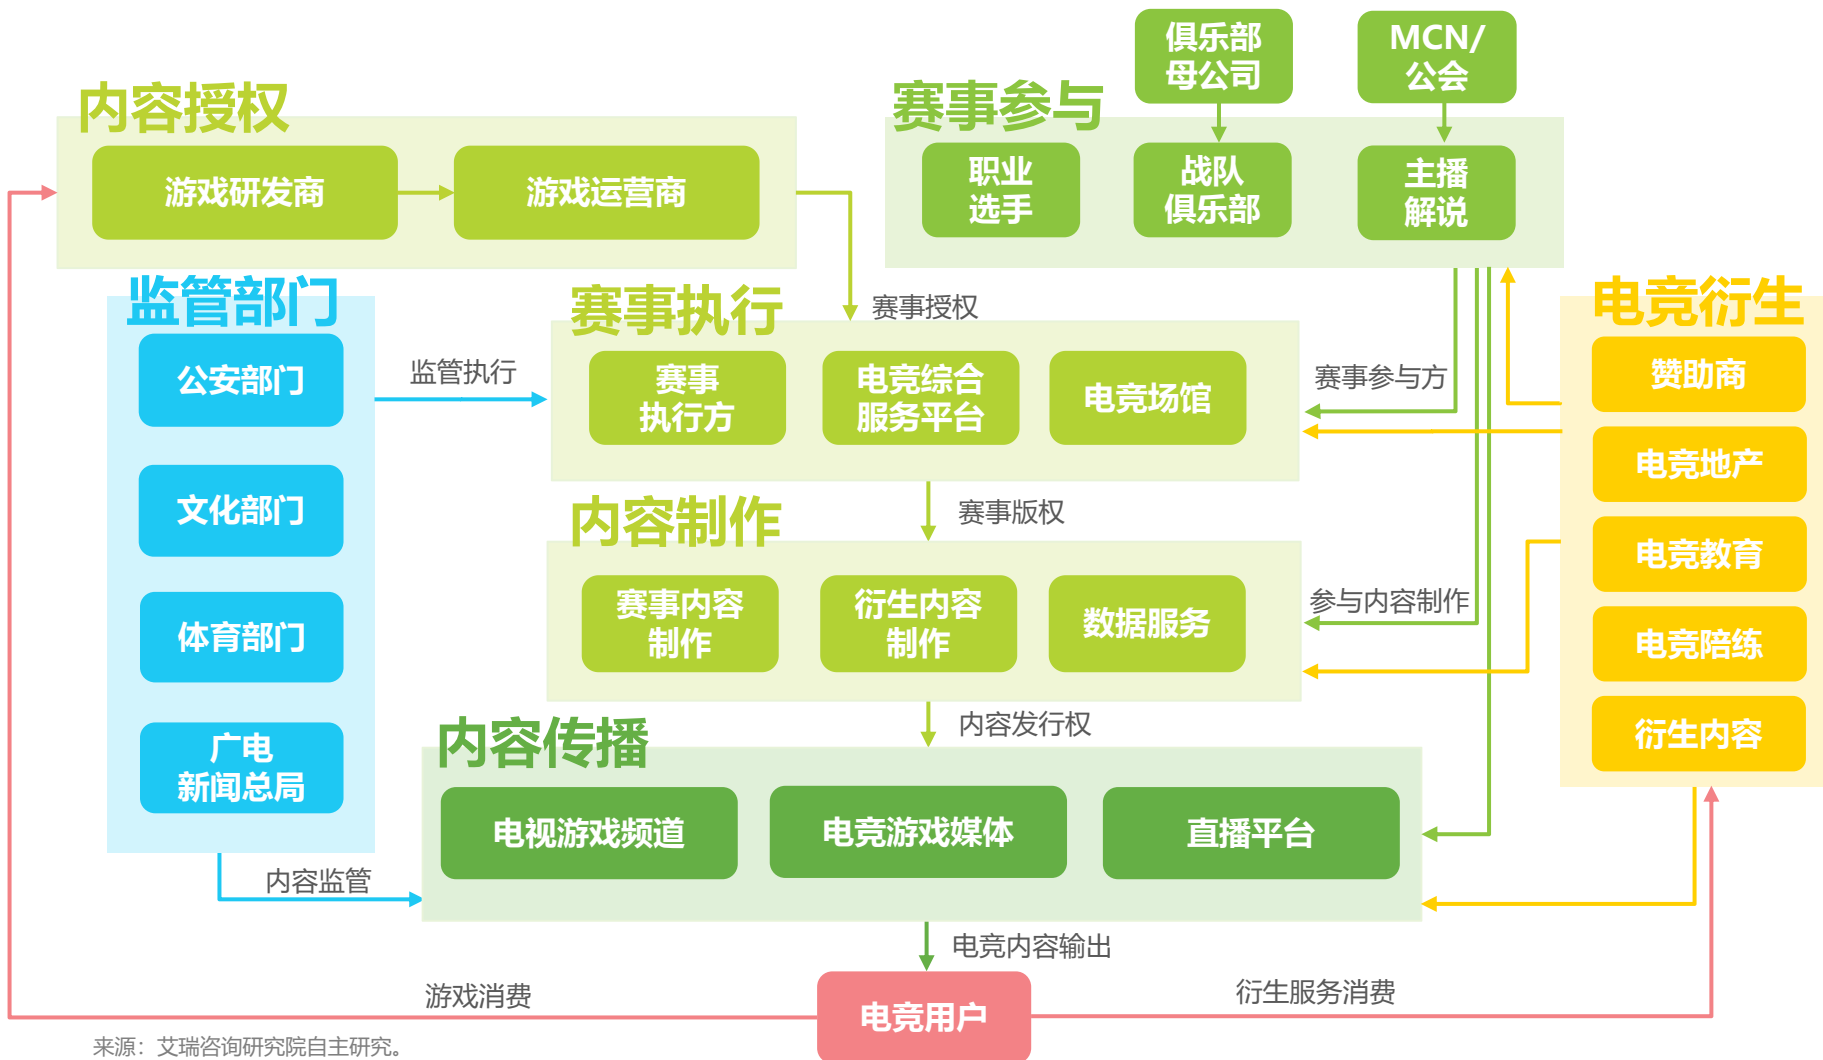 俱乐部
母公司
MCN/
公会
内容授权
赛事参与
游戏研发商
游戏运营商
职业
选手
战队
俱乐部
主播
解说
监管部门
赛事执行
赛事授权
电竞衍生
公安部门
监管执行
赛事
执行方
电竞综合
服务平台
电竞场馆
赛事参与方
赞助商
电竞地产
文化部门
内容制作
赛事版权
电竞教育
体育部门
赛事内容
制作
衍生内容
制作
数据服务
参与内容制作
电竞陪练
广电
新闻总局
内容传播
内容发行权
衍生内容
电视游戏频道
电竞游戏媒体
直播平台
内容监管
电竞内容输出
游戏消费
电竞用户
衍生服务消费
来源：艾瑞咨询研究院自主研究。